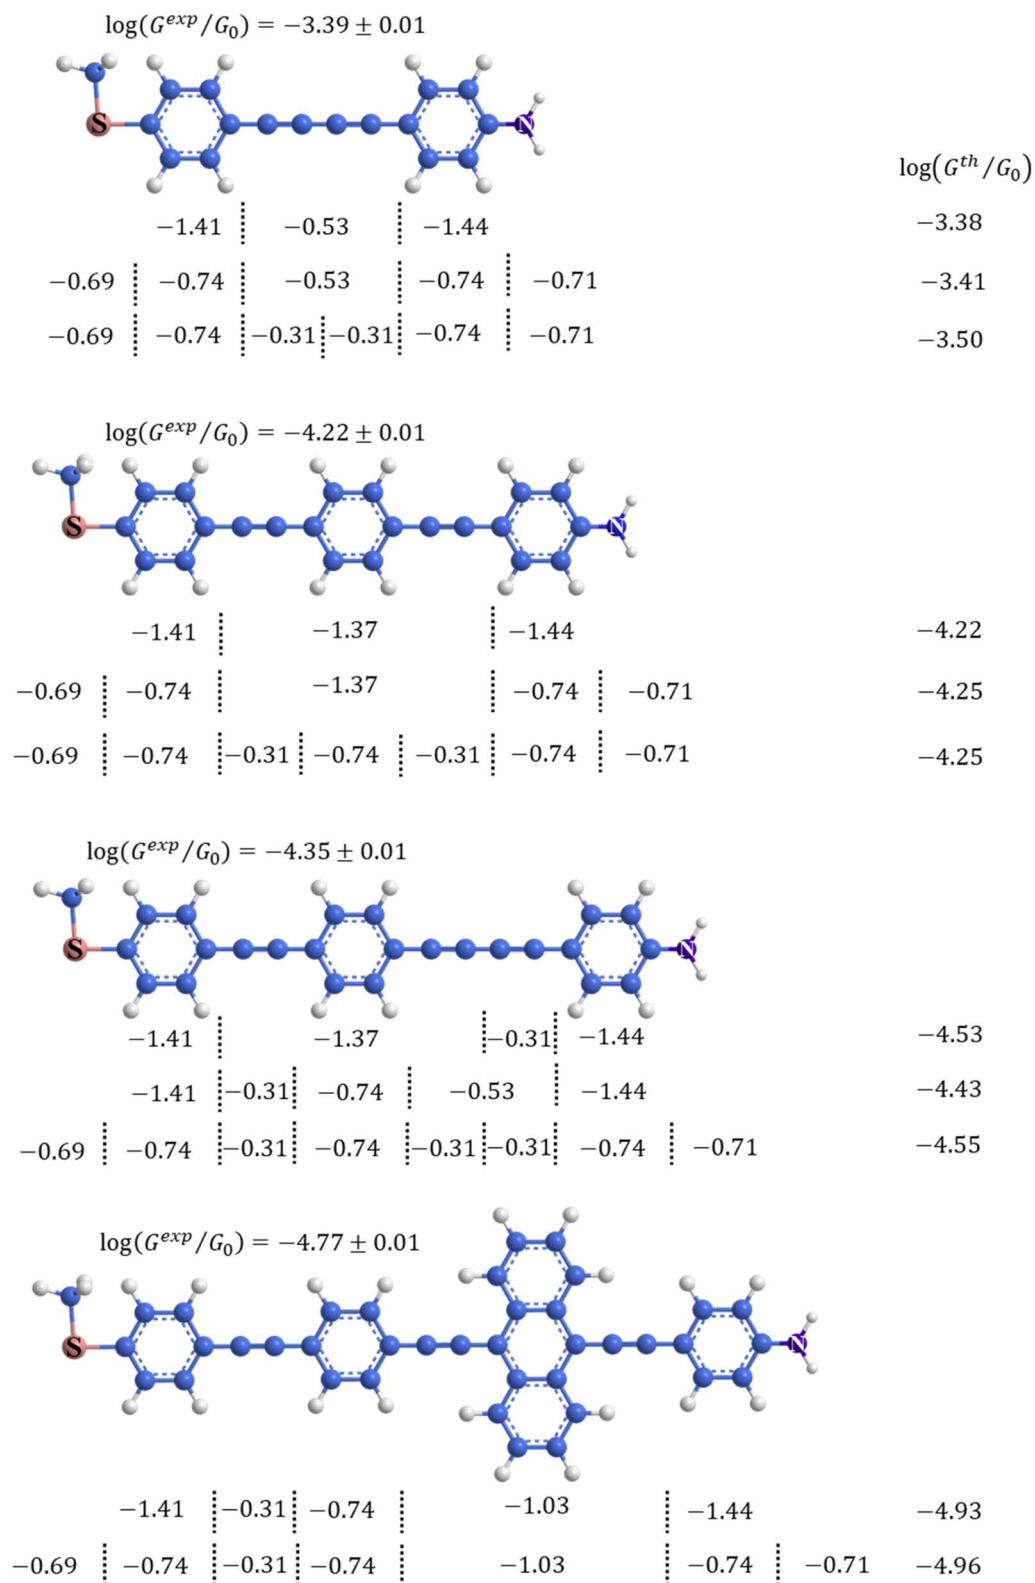 log(G^exp/G₀) = −3.39 ± 0.01
S N
log(G^th/G₀)
−1.41 −0.53 −1.44 −3.38
−0.69 −0.74 −0.53 −0.74 −0.71 −3.41
−0.69 −0.74 −0.31 −0.31 −0.74 −0.71 −3.50
log(G^exp/G₀) = −4.22 ± 0.01
S N
−1.41 −1.37 −1.44 −4.22
−0.69 −0.74 −1.37 −0.74 −0.71 −4.25
−0.69 −0.74 −0.31 −0.74 −0.31 −0.74 −0.71 −4.25
log(G^exp/G₀) = −4.35 ± 0.01
S N
−1.41 −1.37 −0.31 −1.44 −4.53
−1.41 −0.31 −0.74 −0.53 −1.44 −4.43
−0.69 −0.74 −0.31 −0.74 −0.31 −0.31 −0.74 −0.71 −4.55
log(G^exp/G₀) = −4.77 ± 0.01
S N
−1.41 −0.31 −0.74 −1.03 −1.44 −4.93
−0.69 −0.74 −0.31 −0.74 −1.03 −0.74 −0.71 −4.96